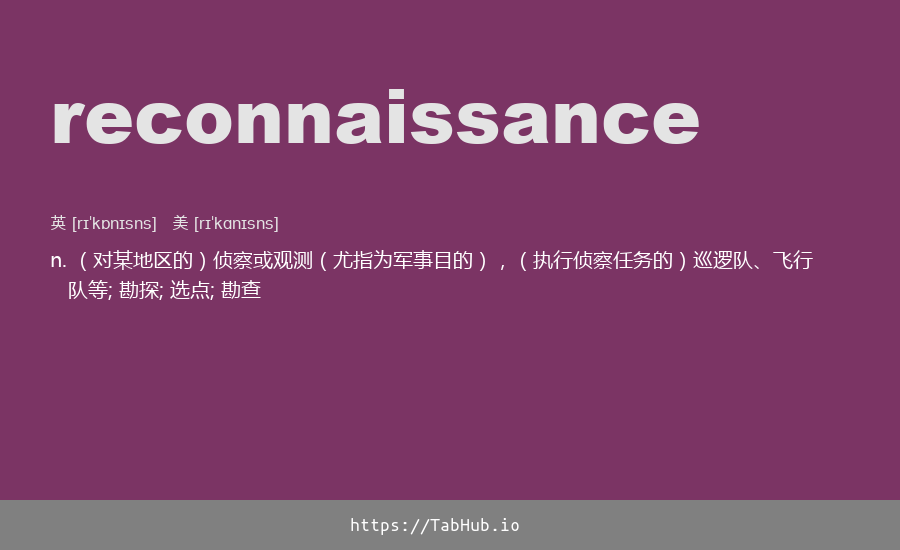 reconnaissance
英 [rɪˈkɒnɪsns] 美 [rɪˈkɑnɪsns]
n. （对某地区的）侦察或观测（尤指为军事目的），（执行侦察任务的）巡逻队、飞行
队等; 勘探; 选点; 勘查
https://TabHub.io